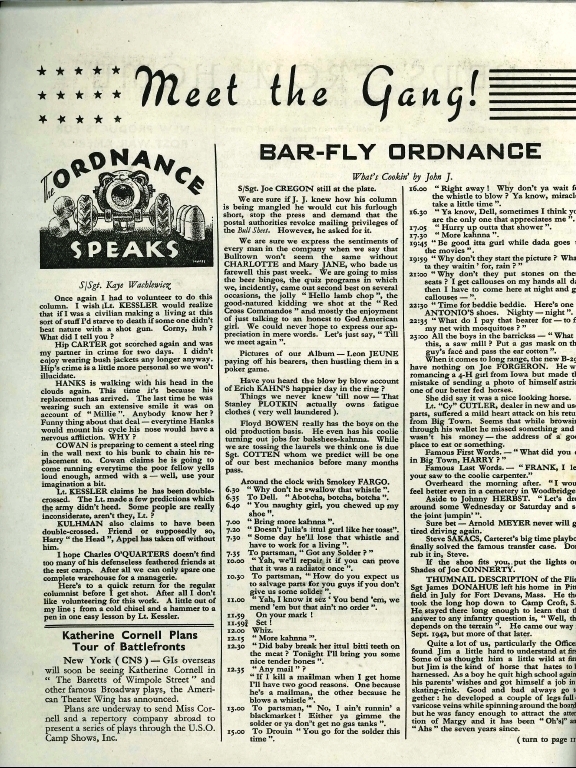 Meet the Gang!
The ORDNANCE
SPEAKS
S/Sgt. Kaye Wachlewicz
Once again I had to volunteer to do this
column. I wish Lt. KESSLER would realize
that if I was a civilian making a living at this
sort of stuff I'd starve to death if some one didn't
beat nature with a shot gun. Corny, huh ?
What did I tell you ?
Hip CARTER got scorched again and was
my partner in crime for two days. I didn't
enjoy wearing bush jackets any longer anyway.
Hip's crime is a little more personal so we won't
illucidate.
HANKS is walking with his head in the
clouds again. This time it's because his
replacement has arrived. The last time he was
wearing such an extensive smile it was on
account of " Millie ". Anybody know her ?
Funny thing about that deal — everytime Hanks
would mount his cycle his nose would have a
nervous affliction. WHY ?
COWAN is preparing to cement a steel ring
in the wall next to his bunk to chain his re-
placement to. Cowan claims he is going to
come running everytime the poor fellow yells
loud enough, armed with a — well, use your
imagination a bit.
Lt. KESSLER claims he has been double-
crossed. The Lt. made a few predictions which
the army didn't heed. Some people are really
inconsiderate, aren't they, Lt. ?
KULHMAN also claims to have been
double-crossed. Friend or supposedly so,
Harry " the Head ", Appel has taken off without
him.
I hope Charles O'QUARTERS doesn't find
too many of his defenseless feathered friends at
the rest camp. After all we can only spare one
complete warehouse for a managerie.
Here's to a quick return for the regular
columnist before I get shot. After all I don't
like volunteering for this work. A little out of
my line ; from a cold chisel and a hammer to a
pen in one easy lesson by Lt. Kessler.
Katherine Cornell Plans
Tour of Battlefronts
New York ( CNS ) — GIs overseas
will soon be seeing Katherine Cornell in
" The Barretts of Wimpole Street " and
other famous Broadway plays, the Ameri-
can Theater Wing has announced.
Plans are underway to send Miss Cor-
nell and a repertory company abroad to
present a series of plays through the U.S.O.
Camp Shows, Inc.
BAR-FLY ORDNANCE
What's Cookin' by John J.
S/Sgt. Joe CREGON still at the plate.
We are sure if J. J. knew how his column
is being mangled he would cut his furlough
short, stop the press and demand that the
postal authorities revoke mailing privileges of
the Bull Sheet. However, he asked for it.
We are sure we express the sentiments of
every man in the company when we say that
Bulltown won't seem the same without
CHARLOTTE and Mary JANE, who bade us
farewell this past week. We are going to miss
the beer binges, the quiz programs in which
we, incidently, came out second best on several
occasions, the jolly " Hello lamb chop ", the
good-natured kidding we shot at the " Red
Cross Commandos " and mostly the enjoyment
of just talking to an honest to God American
girl. We could never hope to express our ap-
preciation in mere words. Let's just say, " Till
we meet again ".
Pictures of our Album — Leon JEUNE
paying off his bearers, then hustling them in a
poker game.
Have you heard the blow by blow account
of Erich KAHN'S happier day in the ring ?
Things we never knew 'till now — That
Stanley PLOTKIN actually owns fatigue
clothes ( very well laundered ).
Floyd BOWEN really has the boys on the
old production basis. He even has his coolie
turning out jobs for bakshees-kahnna. While
we are tossing the laurels we think one is due
Sgt. COTTEN whom we predict will be one
of our best mechanics before many months
pass.
Around the clock with Smokey FARGO.
6.30 " Why don't he swallow that whistle ".
6.35 To Dell. " Abotchs, botchs, botchs ".
6.40 " You naughty girl, you chewed up my
shoe ".
7.00 " Bring more kahnna ".
7.20 " Doesn't Julia's ittul gurl like her toast".
7.30 " Some day he'll lose that whistle and
have to work for a living ".
7.35 To partsman, " Got any Solder ? "
10.00 " Yah, we'll repair it if you can prove
that it was a radiator once ".
10.30 To partsman, " How do you expect us
to salvage parts for you guys if you don't
give us some solder ".
11.00 " Yah, I know it sez ' You bend 'em, we
mend 'em but that ain't no order ".
11.59 On your mark !
11.59½ Set !
12.00 Whiz.
12.15 " More kahnna ".
12.30 " Did baby break her ittul bitti teeth on
the meat ? Tonight I'll bring you some
nice tender bones ".
12.35 " Any mail " ?
" If I kill a mailman when I get home
I'll have two good reasons. One because
he's a mailman, the other because he
blows a whistle ".
13.00 To partsman, " No, I ain't runnin' a
blackmarket ! Either ya gimme the
solder or ya don't get no gas tanks ".
15.00 To Drouin " You go for the solder this
time ".
16.00 " Right away ! Why don't ya wait fo
the whistle to blow ? Ya know, miracle
take a little time ".
16.30 " Ya know, Dell, sometimes I think yo
are the only one that appreciates me ".
17.05 " Hurry up outta that shower ".
17.30 " More kahnna ".
19.45 " Be good itta gurl while dada goes
the movies ".
19.59 " Why don't they start the picture ? Wha
ta they waitin' for, rain ? "
21.00 " Why don't they put stones on the
seats ? I get callouses on my hands all da
then I have to come here at night and g
callouses — ".
22.10 " Time for beddie beddie. Here's one
ANTONIO'S shoes. Nighty — night ".
22.35 " What do I pay that bearer for — to f
my net with mosquitoes ? "
23.00 All the boys in the barricks — " What
this, a saw mill ? Put a gas mask on th
guy's face and pass the ear cotton ".
When it comes to long range, the new B-29
have nothing on Joe FORGERON. He w
romancing a 4-H girl from Iowa but made t
mistake of sending a photo of himself astrid
one of our better fed horses.
She did say it was a nice looking horse.
Lt. "Cy" CUTLER, dealer in new and us
parts, suffered a mild heart attack on his retu
from Big Town. Seems that while browsin
through his wallet he missed something and
wasn't his money — the address of a goo
place to eat or something.
Famous First Words. — " What did you
in Big Town, HARRY ? "
Famous Last Words. — " FRANK, I le
your saw to the coolie carpenter."
Overheard the morning after. " I wou
feel better even in a cemetery in Woodbridge
Aside to Johnny HERBST. " Let's dr
around some Wednesday or Saturday and s
the joint jumpin' ".
Sure bet — Arnold MEYER never will g
tired driving again.
Steve SAKACS, Carteret's big time playbo
finally solved the famous transfer case. Do
rub it in, Steve.
If the shoe fits you, put the lights o
Shades of Joe CONNERTY.
THUMNAIL DESCRIPTION of the Plie
Sgt James DONAHUE left his home in Pitt
field in July for Fort Devans, Mass. He the
took the long hop down to Camp Croft, S.
He stayed there long enough to learn that th
answer to any infantry question is, " Well, th
depends on the terrain ". He came our way
Sept. 1942, but more of that later.
Quite a lot of us, particularly the Office
found Jim a little hard to understand at firs
Some of us thought him a little wild at fir
but Jim is the kind of horse that hates to b
harnessed. As a boy he quit high school again
his parents' wishes and got himself a job in
skating-rink. Good and bad always go t
gether : he developed a couple of legs full
varicose veins while spinning around the boar
but he was fancy enough to attract the atten
tion of Margy and it has been " Oh's" an
" Ahs " the seven years since.
( turn to page 11